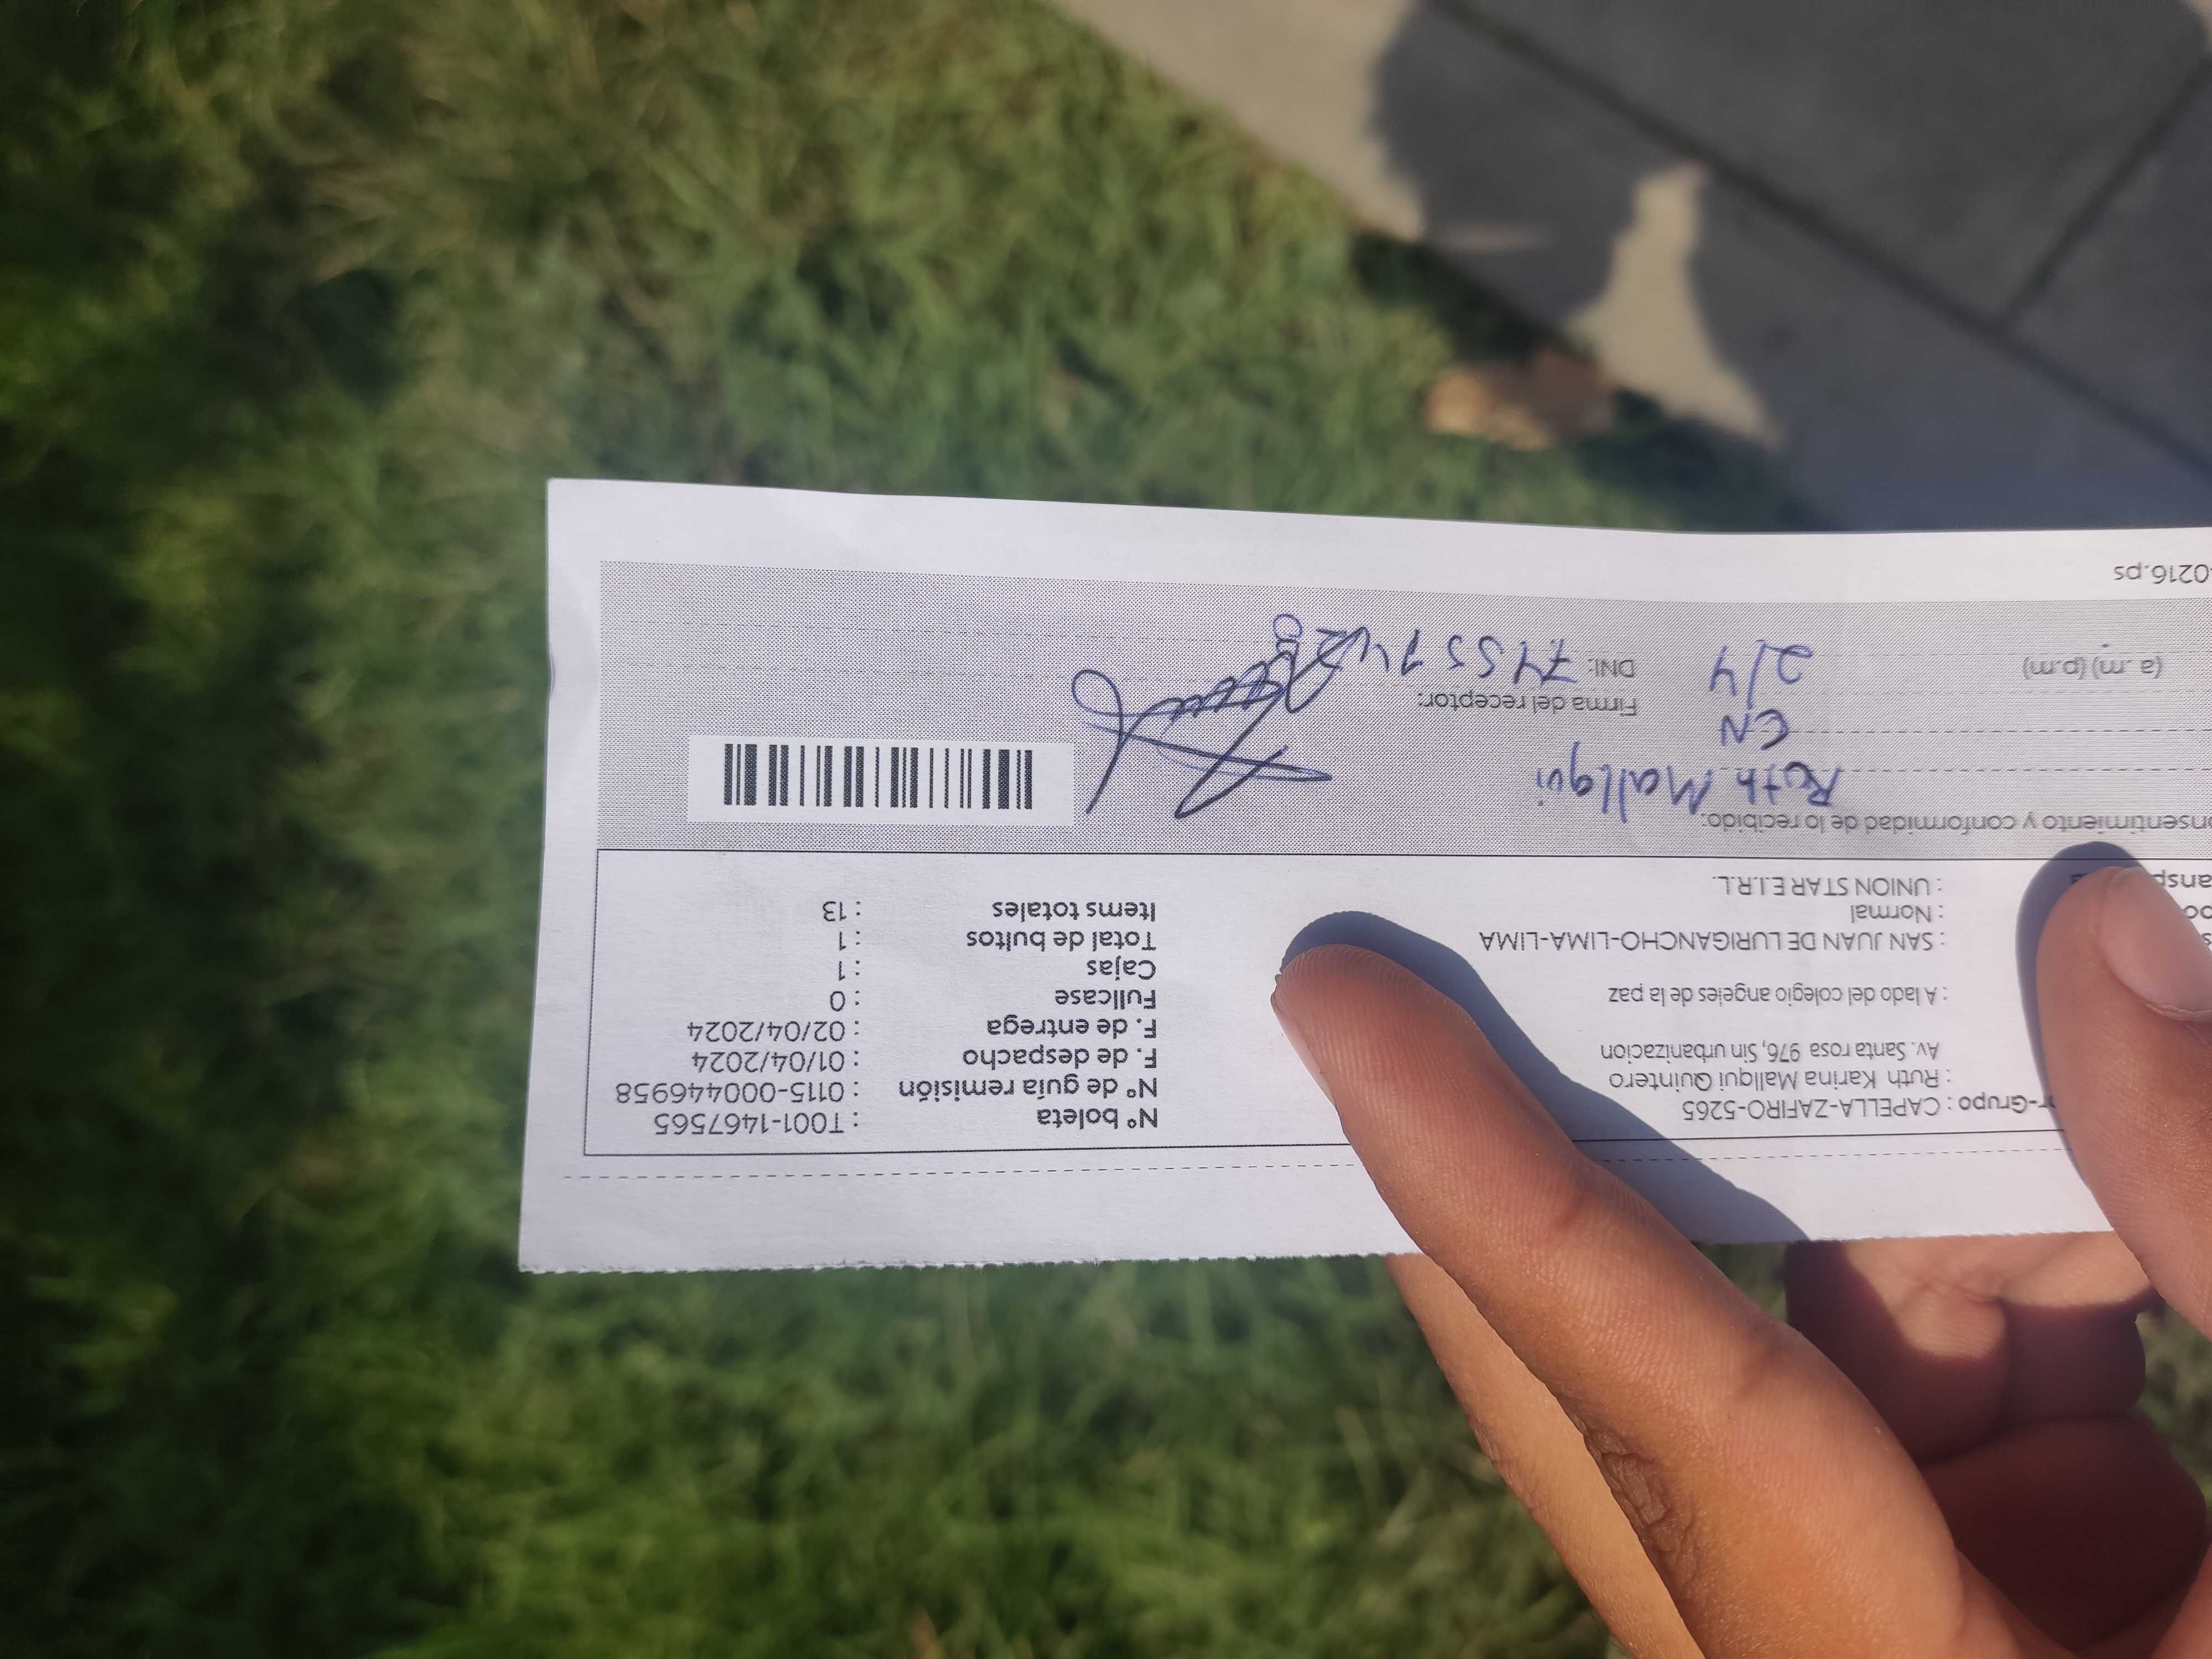 r-Grupo : CAPELLA-ZAFIRO-5265
: Ruth Karina Mallqui Quintero
Av. Santa rosa 976, Sin urbanizacion
: A lado del colegio angeles de la paz
: SAN JUAN DE LURIGANCHO-LIMA-LIMA
: Normal
: UNION STAR E.I.R.L.
N° boleta : T001-1467565
N° de guía remisión : 0115-000446958
F. de despacho : 01/04/2024
F. de entrega : 02/04/2024
Fullcase : 0
Cajas : 1
Total de bultos : 1
Items totales : 13
nsentimiento y conformidad de lo recibido:
Ruth Mallqui
CN
2/4
(a.m) (p.m)
Firma del receptor:
DNI:
0216.ps